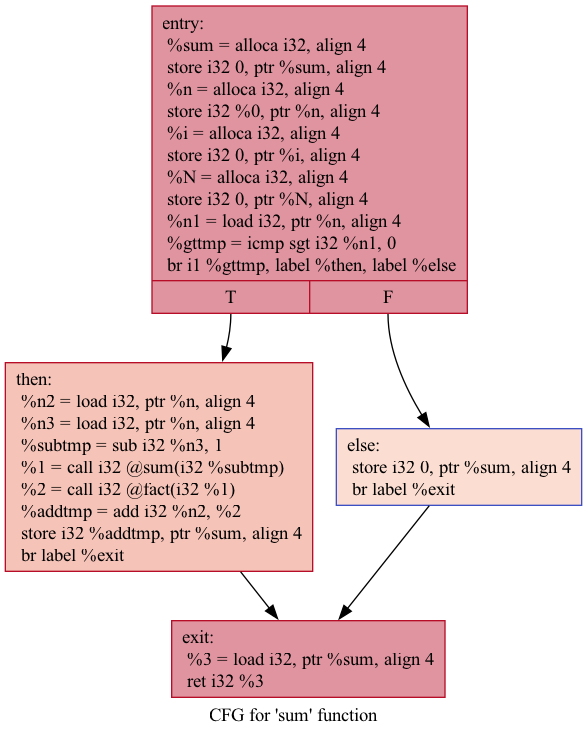 entry:
%sum = alloca i32, align 4
store i32 0, ptr %sum, align 4
%n = alloca i32, align 4
store i32 %0, ptr %n, align 4
%i = alloca i32, align 4
store i32 0, ptr %i, align 4
%N = alloca i32, align 4
store i32 0, ptr %N, align 4
%n1 = load i32, ptr %n, align 4
%gttmp = icmp sgt i32 %n1, 0
br i1 %gttmp, label %then, label %else
T
F
then:
%n2 = load i32, ptr %n, align 4
%n3 = load i32, ptr %n, align 4
%subtmp = sub i32 %n3, 1
%1 = call i32 @sum(i32 %subtmp)
%2 = call i32 @fact(i32 %1)
%addtmp = add i32 %n2, %2
store i32 %addtmp, ptr %sum, align 4
br label %exit
else:
store i32 0, ptr %sum, align 4
br label %exit
exit:
%3 = load i32, ptr %sum, align 4
ret i32 %3
CFG for 'sum' function